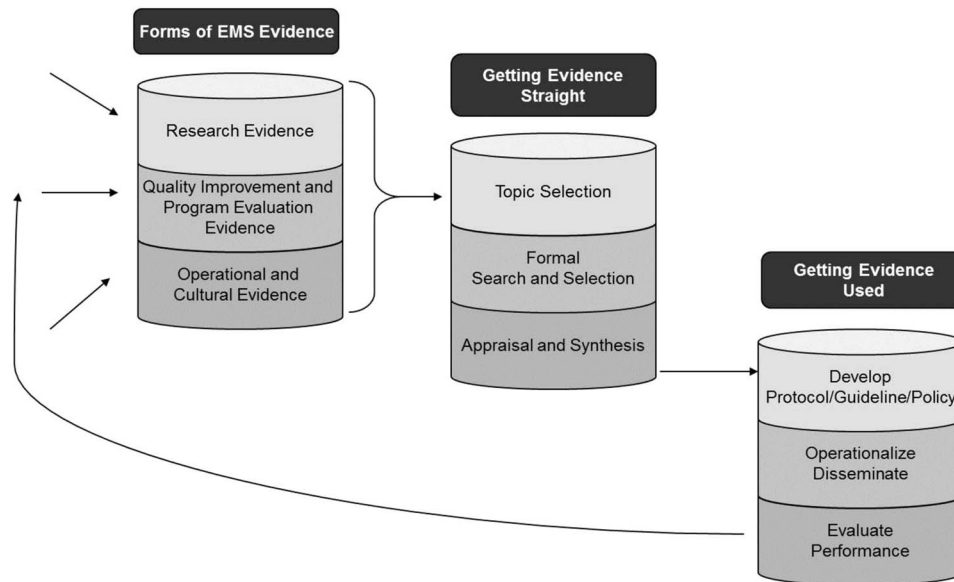 Forms of EMS Evidence
Research Evidence
Quality Improvement and
Program Evaluation
Evidence
Operational and
Cultural Evidence
Getting Evidence
Straight
Topic Selection
Formal
Search and Selection
Appraisal and Synthesis
Getting Evidence
Used
Develop
Protocol/Guideline/Policy
Operationalize
Disseminate
Evaluate
Performance